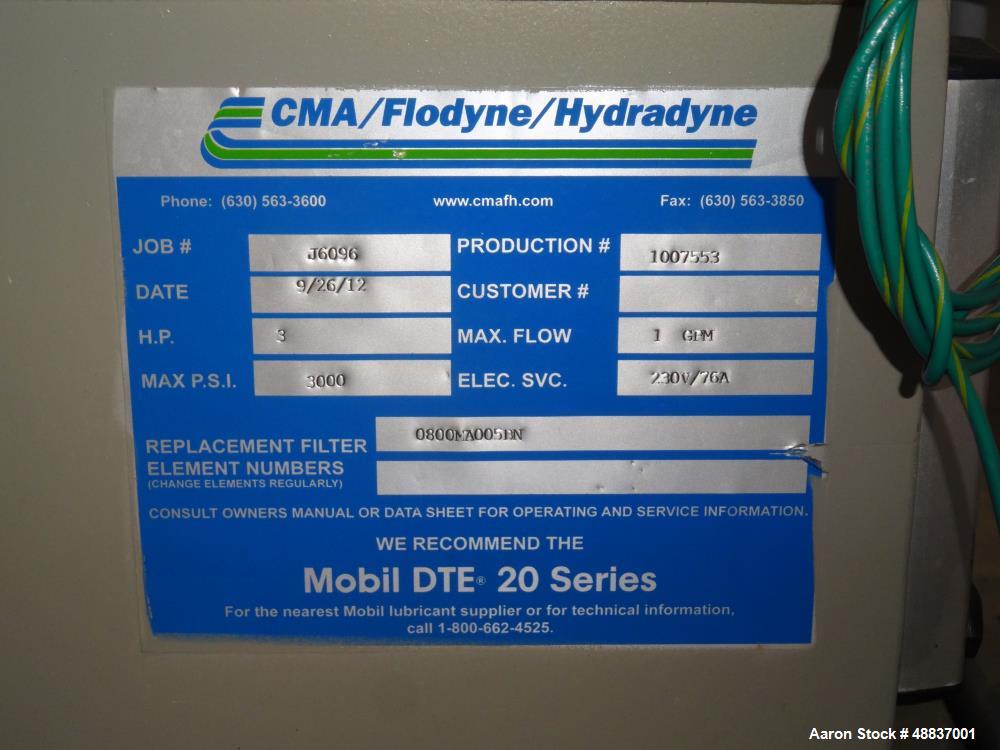 CMA/Flodyne/Hydradyne
Phone: (630) 563-3600 www.cmafh.com Fax: (630) 563-3850
JOB # J6096 PRODUCTION # 1007553
DATE 9/26/12 CUSTOMER #
H.P. 3 MAX. FLOW 1 GPM
MAX P.S.I. 3000 ELEC. SVC. 230V/76A
REPLACEMENT FILTER 0800MA005BN
ELEMENT NUMBERS
(CHANGE ELEMENTS REGULARLY)
CONSULT OWNERS MANUAL OR DATA SHEET FOR OPERATING AND SERVICE INFORMATION.
WE RECOMMEND THE
Mobil DTE® 20 Series
For the nearest Mobil lubricant supplier or for technical information,
call 1-800-662-4525.
Aaron Stock # 48837001